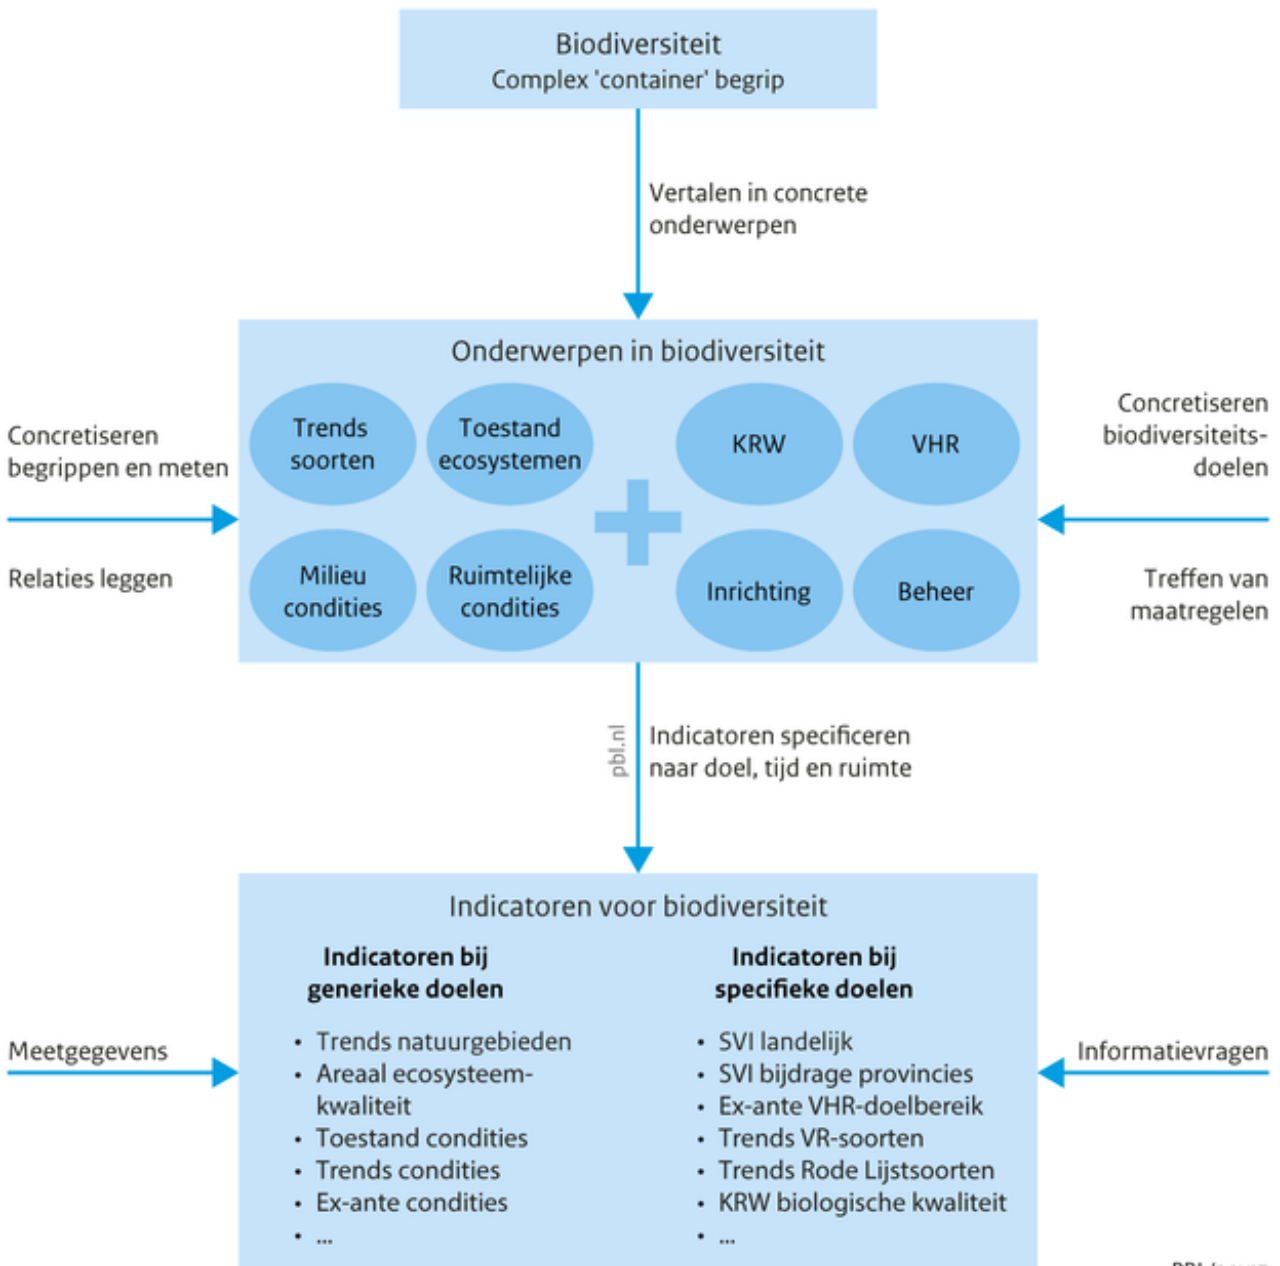 Biodiversiteit
Complex 'container' begrip
Vertalen in concrete
onderwerpen
Onderwerpen in biodiversiteit
Concretiseren
begrippen en meten
Relaties leggen
Trends
soorten
Toestand
ecosystemen
KRW
VHR
Milieu
condities
Ruimtelijke
condities
Inrichting
Beheer
Concretiseren
biodiversiteits-
doelen
Treffen van
maatregelen
pbl.nl
Indicatoren specificeren
naar doel, tijd en ruimte
Indicatoren voor biodiversiteit
Meetgegevens
Indicatoren bij
generieke doelen
• Trends natuurgebieden
• Areaal ecosysteem-
kwaliteit
• Toestand condities
• Trends condities
• Ex-ante condities
• ...
Indicatoren bij
specifieke doelen
• SVI landelijk
• SVI bijdrage provincies
• Ex-ante VHR-doelbereik
• Trends VR-soorten
• Trends Rode Lijstsoorten
• KRW biologische kwaliteit
• ...
Informatievragen